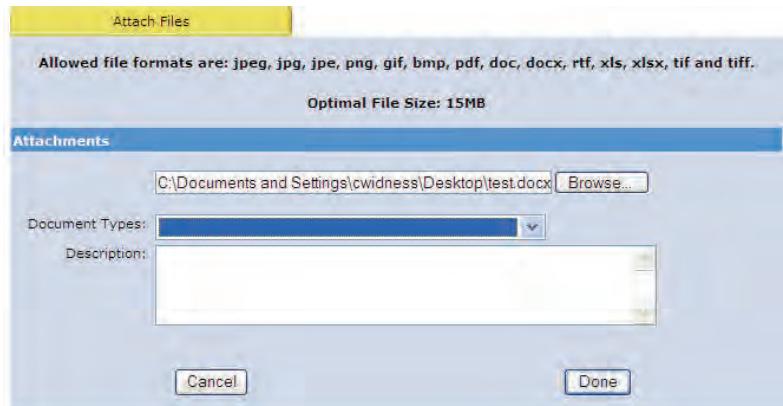 Attach Files
Allowed file formats are: jpeg, jpg, jpe, png, gif, bmp, pdf, doc, docx, rtf, xls, xlsx, tif and tiff.
Optimal File Size: 15MB
Attachments
C:\Documents and Settings\cwidness\Desktop\test.docx Browse...
Document Types:
Description:
Cancel Done